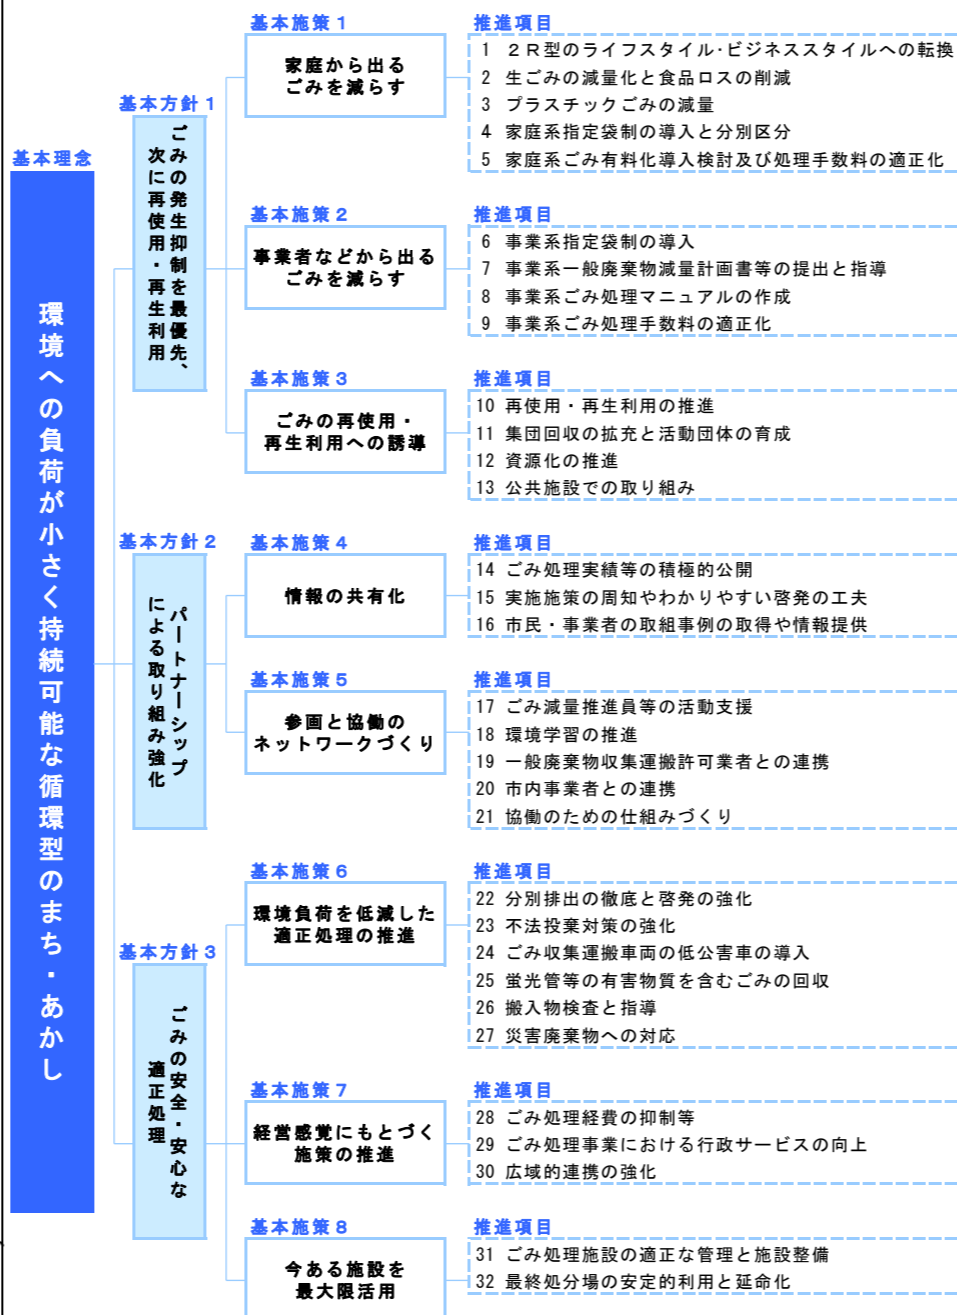 基本理念
環境への負荷が小さく持続可能な循環型のまち・あかし
基本方針1
ごみの発生抑制を最優先、
次に再使用・再生利用
基本施策1
家庭から出る
ごみを減らす
推進項目
1 2R型のライフスタイル･ビジネススタイルへの転換
2 生ごみの減量化と食品ロスの削減
3 プラスチックごみの減量
4 家庭系指定袋制の導入と分別区分
5 家庭系ごみ有料化導入検討及び処理手数料の適正化
基本施策2
事業者などから出る
ごみを減らす
推進項目
6 事業系指定袋制の導入
7 事業系一般廃棄物減量計画書等の提出と指導
8 事業系ごみ処理マニュアルの作成
9 事業系ごみ処理手数料の適正化
基本施策3
ごみの再使用・
再生利用への誘導
推進項目
10 再使用・再生利用の推進
11 集団回収の拡充と活動団体の育成
12 資源化の推進
13 公共施設での取り組み
基本方針2
パートナーシップ
による取り組み強化
基本施策4
情報の共有化
推進項目
14 ごみ処理実績等の積極的公開
15 実施施策の周知やわかりやすい啓発の工夫
16 市民・事業者の取組事例の取得や情報提供
基本施策5
参画と協働の
ネットワークづくり
推進項目
17 ごみ減量推進員等の活動支援
18 環境学習の推進
19 一般廃棄物収集運搬許可業者との連携
20 市内事業者との連携
21 協働のための仕組みづくり
基本方針3
ごみの安全・安心な
適正処理
基本施策6
環境負荷を低減した
適正処理の推進
推進項目
22 分別排出の徹底と啓発の強化
23 不法投棄対策の強化
24 ごみ収集運搬車両の低公害車の導入
25 蛍光管等の有害物質を含むごみの回収
26 搬入物検査と指導
27 災害廃棄物への対応
基本施策7
経営感覚にもとづく
施策の推進
推進項目
28 ごみ処理経費の抑制等
29 ごみ処理事業における行政サービスの向上
30 広域的連携の強化
基本施策8
今ある施設を
最大限活用
推進項目
31 ごみ処理施設の適正な管理と施設整備
32 最終処分場の安定的利用と延命化